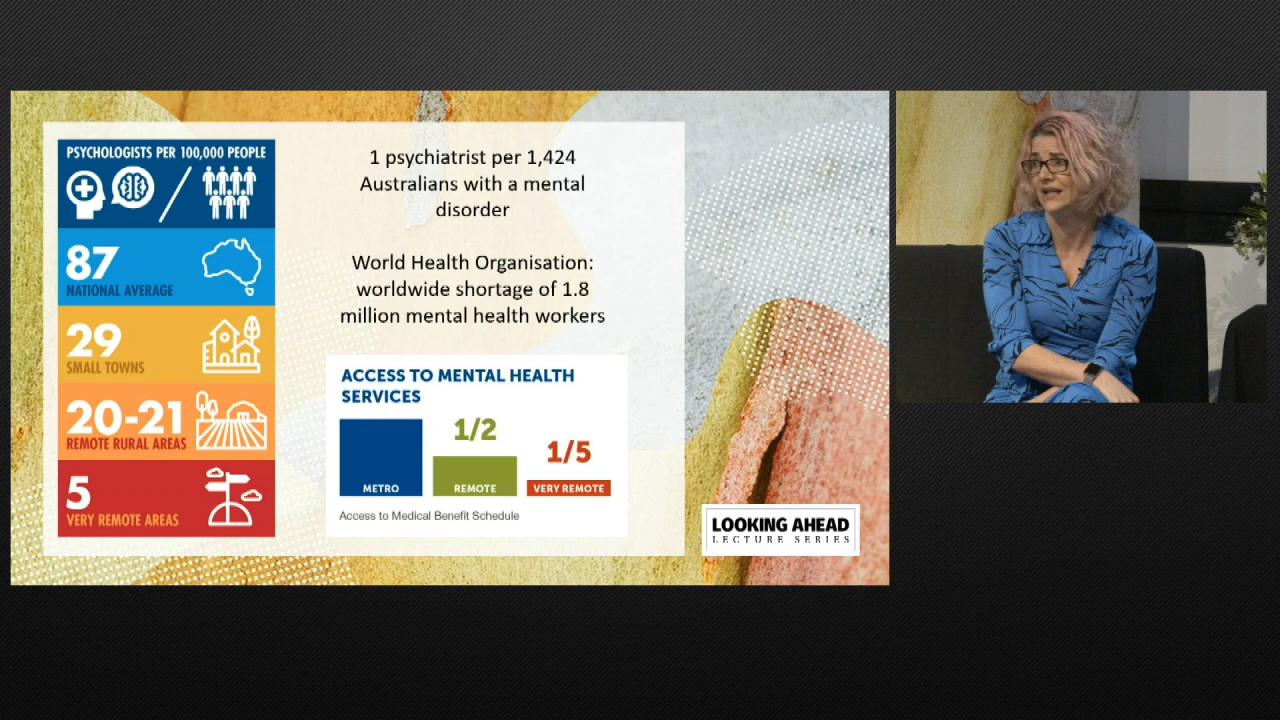 PSYCHOLOGISTS PER 100,000 PEOPLE
87
NATIONAL AVERAGE
29
SMALL TOWNS
20-21
REMOTE RURAL AREAS
5
VERY REMOTE AREAS
1 psychiatrist per 1,424
Australians with a mental
disorder
World Health Organisation:
worldwide shortage of 1.8
million mental health workers
ACCESS TO MENTAL HEALTH
SERVICES
1/2
1/5
METRO
REMOTE
VERY REMOTE
Access to Medical Benefit Schedule
LOOKING AHEAD
LECTURE SERIES